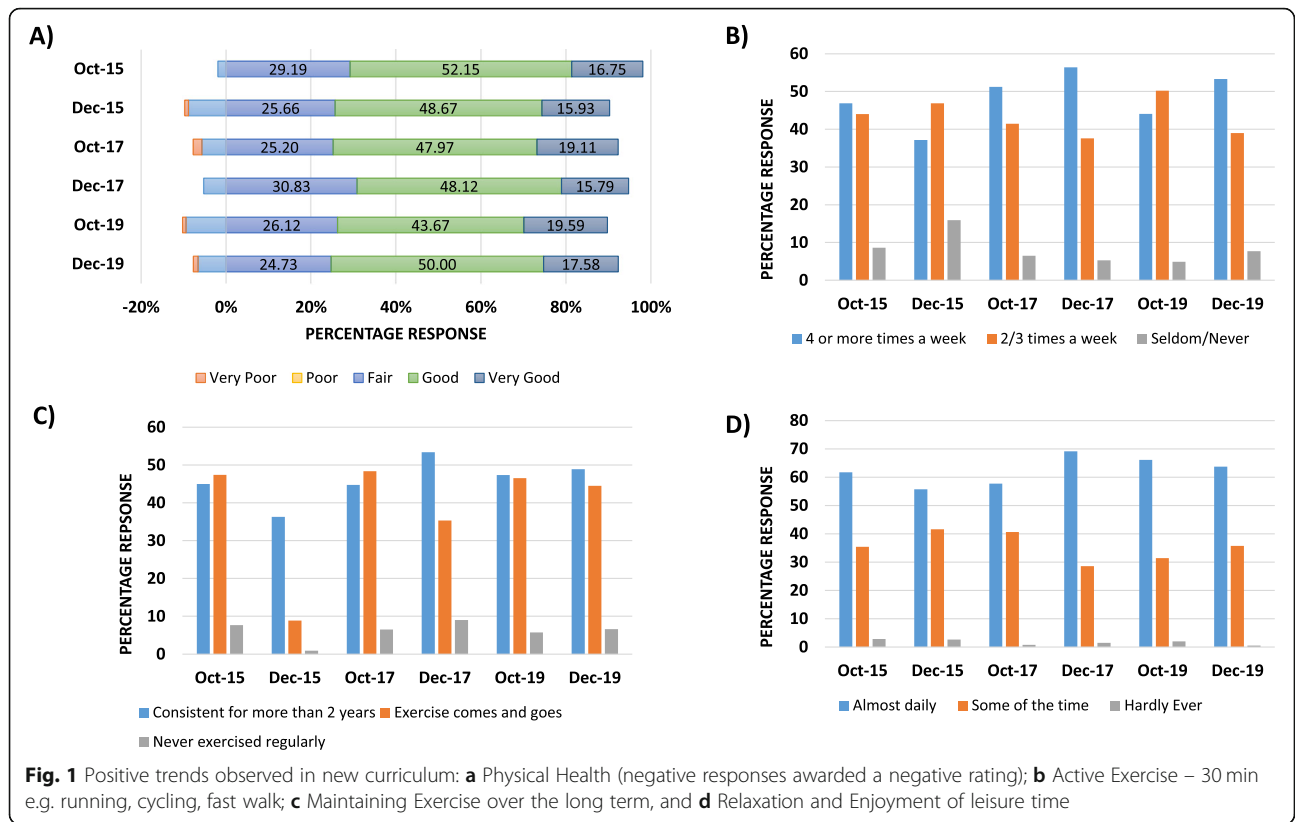 A)
Oct-15 29.19 52.15 16.75
Dec-15 25.66 48.67 15.93
Oct-17 25.20 47.97 19.11
Dec-17 30.83 48.12 15.79
Oct-19 26.12 43.67 19.59
Dec-19 24.73 50.00 17.58
-20% 0% 20% 40% 60% 80% 100%
PERCENTAGE RESPONSE
Very Poor Poor Fair Good Very Good
B)
PERCENTAGE RESPONSE
60
50
40
30
20
10
0
Oct-15 Dec-15 Oct-17 Dec-17 Oct-19 Dec-19
4 or more times a week 2/3 times a week Seldom/Never
C)
PERCENTAGE REPSONSE
60
50
40
30
20
10
0
Oct-15 Dec-15 Oct-17 Dec-17 Oct-19 Dec-19
Consistent for more than 2 years Exercise comes and goes
Never exercised regularly
D)
PERCENTAGE RESPONSE
80
70
60
50
40
30
20
10
0
Oct-15 Dec-15 Oct-17 Dec-17 Oct-19 Dec-19
Almost daily Some of the time Hardly Ever
Fig. 1 Positive trends observed in new curriculum: a Physical Health (negative responses awarded a negative rating); b Active Exercise – 30 min
e.g. running, cycling, fast walk; c Maintaining Exercise over the long term, and d Relaxation and Enjoyment of leisure time